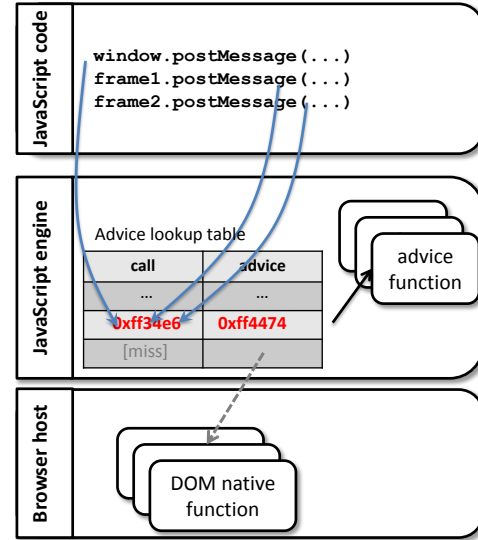 JavaScript code
window.postMessage(...)
frame1.postMessage(...)
frame2.postMessage(...)
JavaScript engine
Advice lookup table
call advice
... ...
0xff34e6 0xff4474
[miss]
advice
function
Browser host
DOM native
function